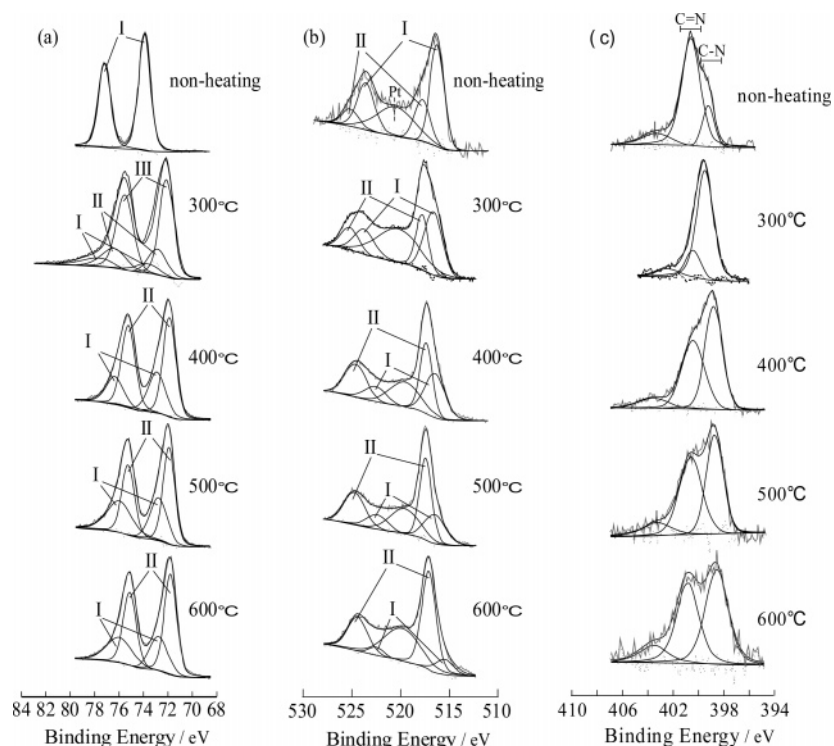 (a)
I
non-heating
III
II
I
300°C
II
I
400°C
II
I
500°C
II
I
600°C
84 82 80 78 76 74 72 70 68
Binding Energy / eV
(b)
II
I
Pt
non-heating
II
I
300°C
II
I
400°C
II
I
500°C
II
I
600°C
530 525 520 515 510
Binding Energy / eV
(c)
C=N
C-N
non-heating
300℃
400℃
500℃
600℃
410 406 402 398 394
Binding Energy / eV